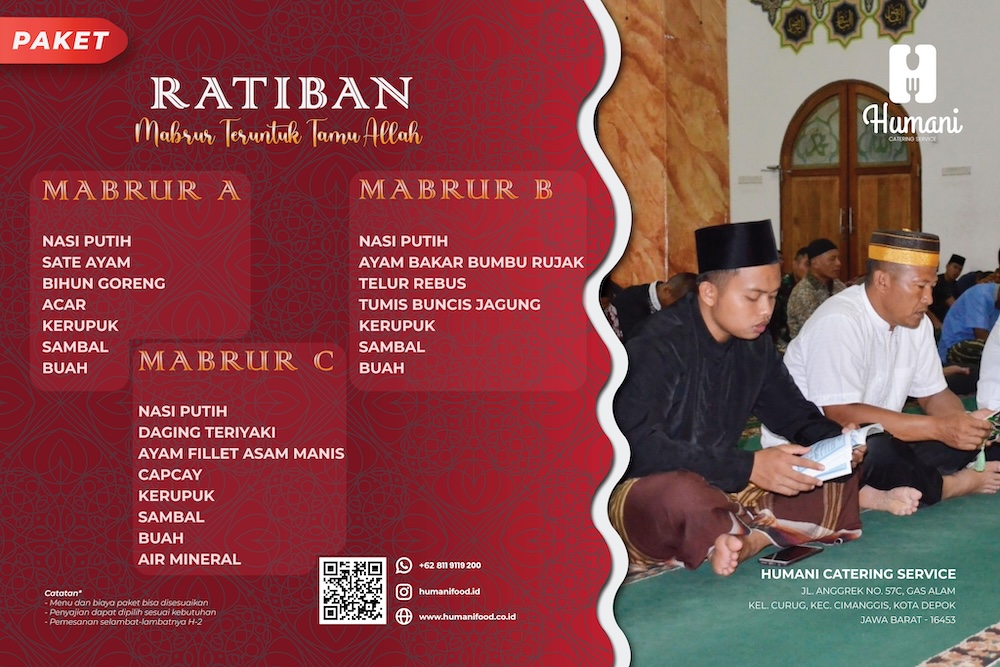 PAKET
RATIBAN
Mabrur Teruntuk Tamu Allah
MABRUR A
NASI PUTIH
SATE AYAM
BIHUN GORENG
ACAR
KERUPUK
SAMBAL
BUAH
MABRUR B
NASI PUTIH
AYAM BAKAR BUMBU RUJAK
TELUR REBUS
TUMIS BUNCIS JAGUNG
KERUPUK
SAMBAL
BUAH
MABRUR C
NASI PUTIH
DAGING TERIYAKI
AYAM FILLET ASAM MANIS
CAPCAY
KERUPUK
SAMBAL
BUAH
AIR MINERAL
Catatan*
- Menu dan biaya paket bisa disesuaikan
- Penyajian dapat dipilih sesuai kebutuhan
- Pemesanan selambat-lambatnya H-2
+62 811 9119 200
humanifood.id
www.humanifood.co.id
Humani
CATERING SERVICE
HUMANI CATERING SERVICE
JL. ANGGREK NO. 57C, GAS ALAM
KEL. CURUG, KEC. CIMANGGIS, KOTA DEPOK
JAWA BARAT - 16453